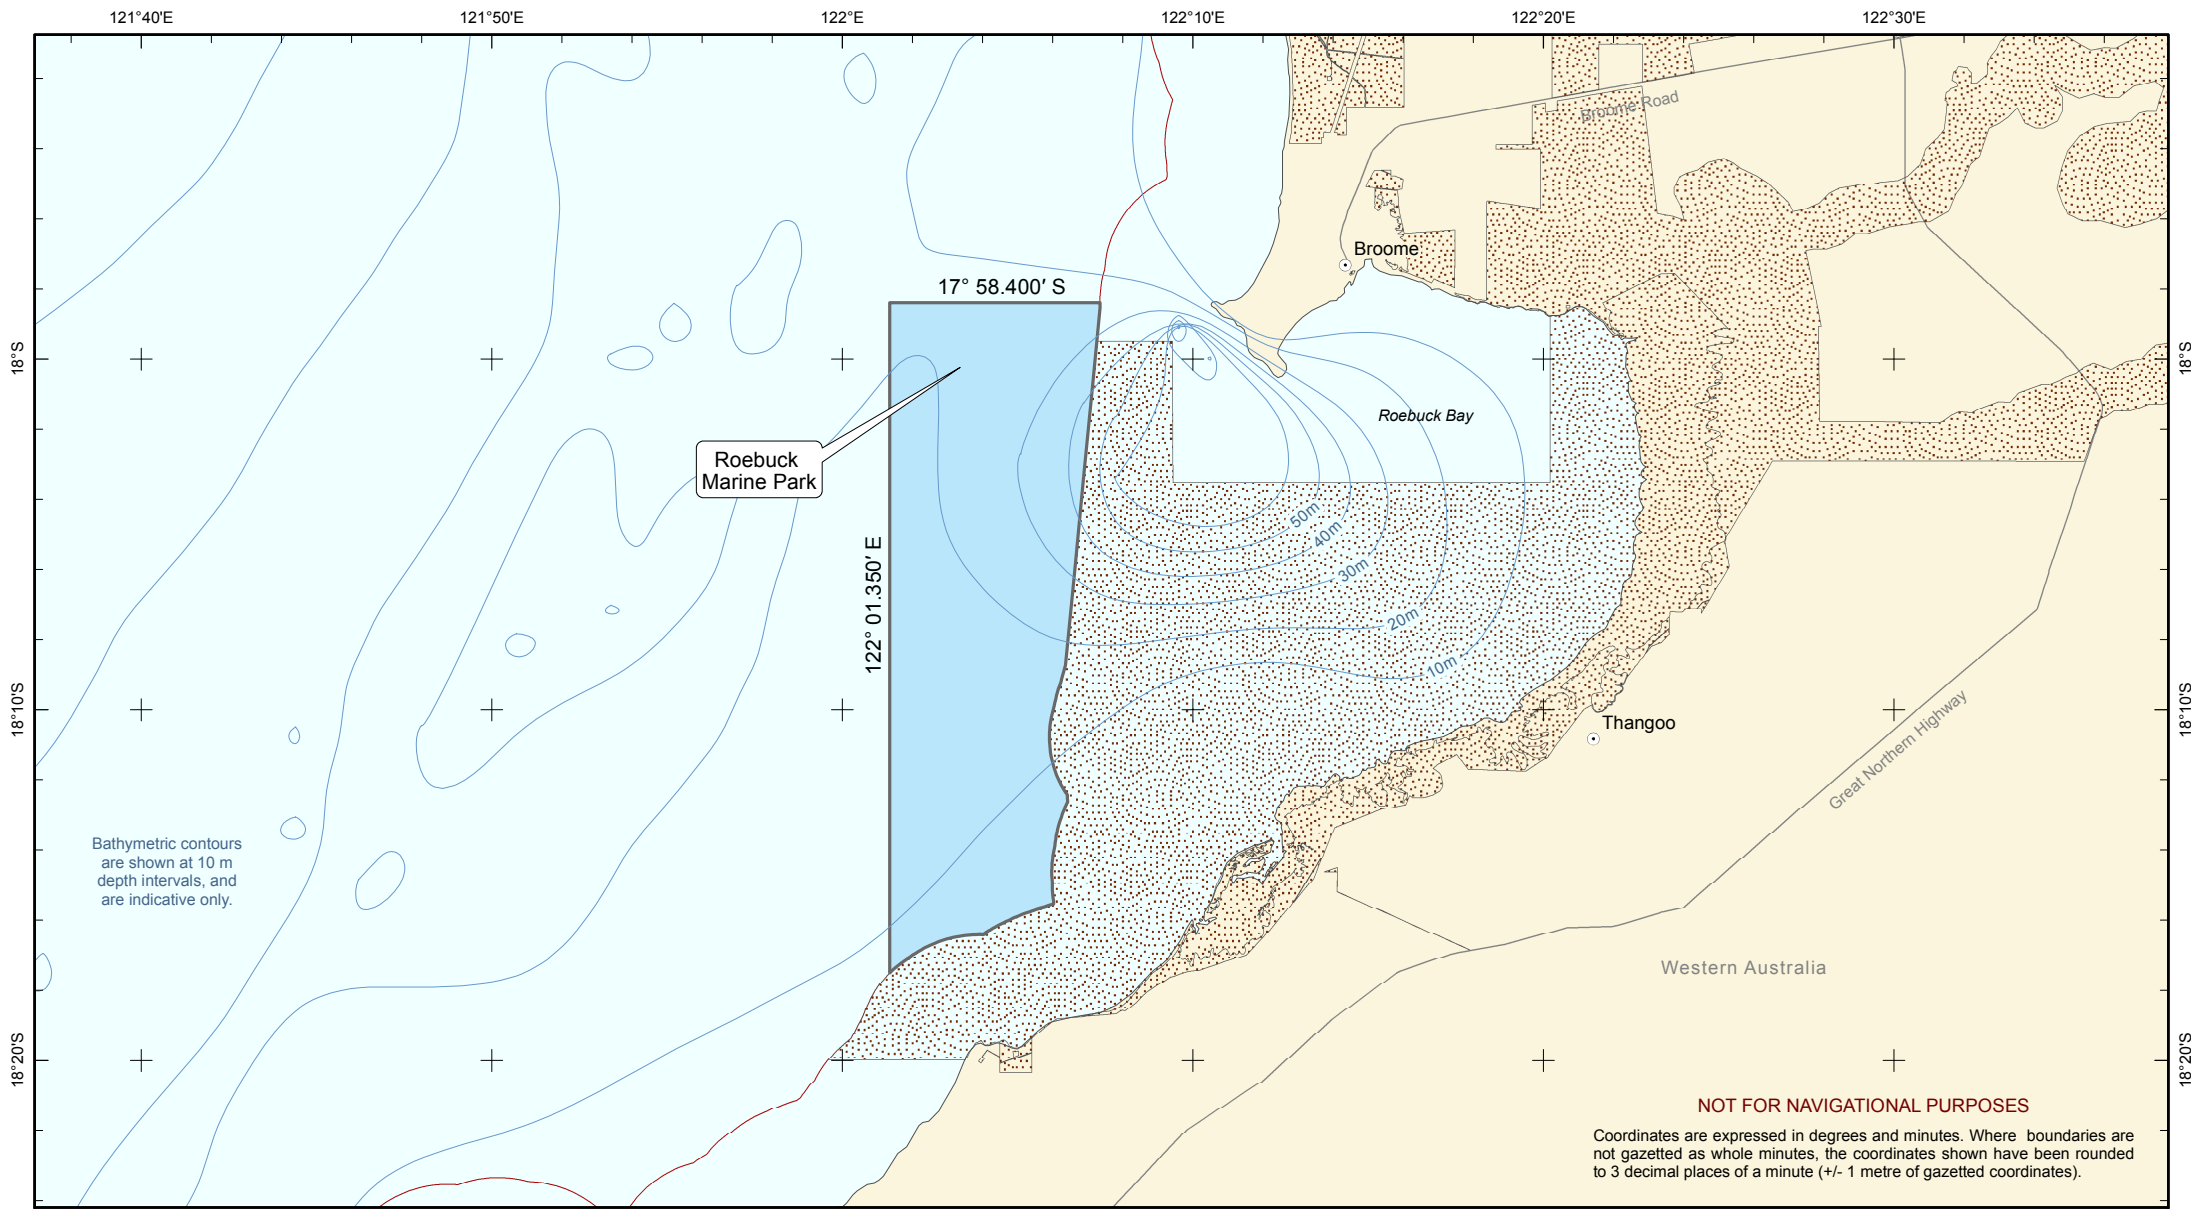 121°40'E
121°50'E
122°E
122°10'E
122°20'E
122°30'E
Broome Road
Broome
17° 58.400' S
18°S
18°S
Roebuck Bay
Roebuck
Marine Park
50m
40m
30m
20m
10m
122° 01.350' E
18°10'S
18°10'S
Thangoo
Great Northern Highway
Bathymetric contours
are shown at 10 m
depth intervals, and
are indicative only.
Western Australia
18°20'S
18°20'S
NOT FOR NAVIGATIONAL PURPOSES
Coordinates are expressed in degrees and minutes. Where boundaries are
not gazetted as whole minutes, the coordinates shown have been rounded
to 3 decimal places of a minute (+/- 1 metre of gazetted coordinates).